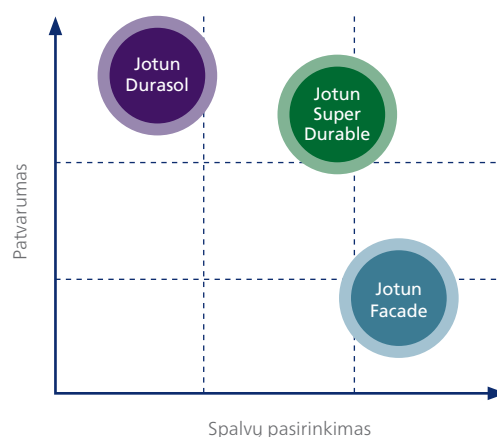 Jotun
Durasol
Jotun
Super
Durable
Patvarumas
Jotun
Facade
Spalvų pasirinkimas